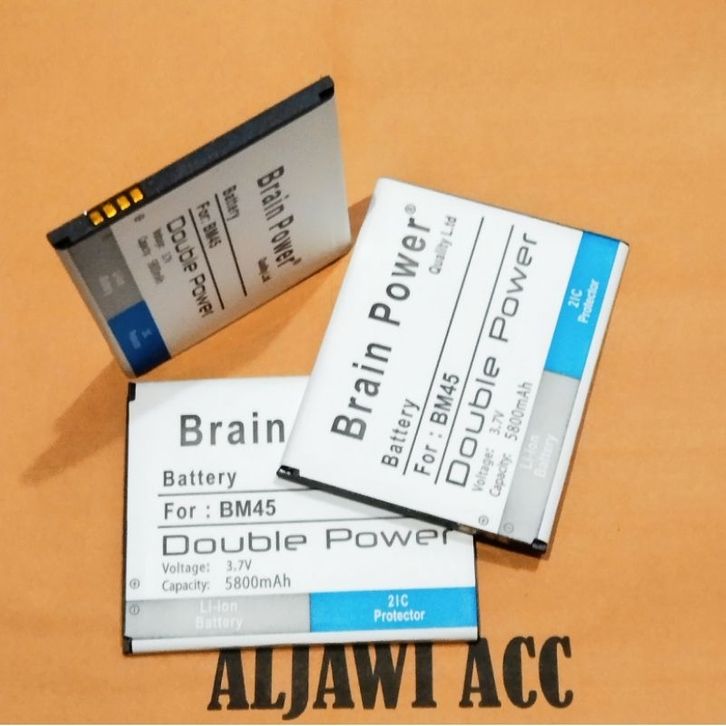 Brain Power®
Quality Ltd
Battery
For : BM45
Double Power
Brain Power®
Quality Ltd
Battery
For : BM45
Double Power
Voltage: 3.7V
Capacity: 5800mAh
Li-Ion
Battery
2IC
Protector
Brain
Battery
For : BM45
Double Power
Voltage: 3.7V
Capacity: 5800mAh
Li-Ion
Battery
2IC
Protector
ALJAWI ACC